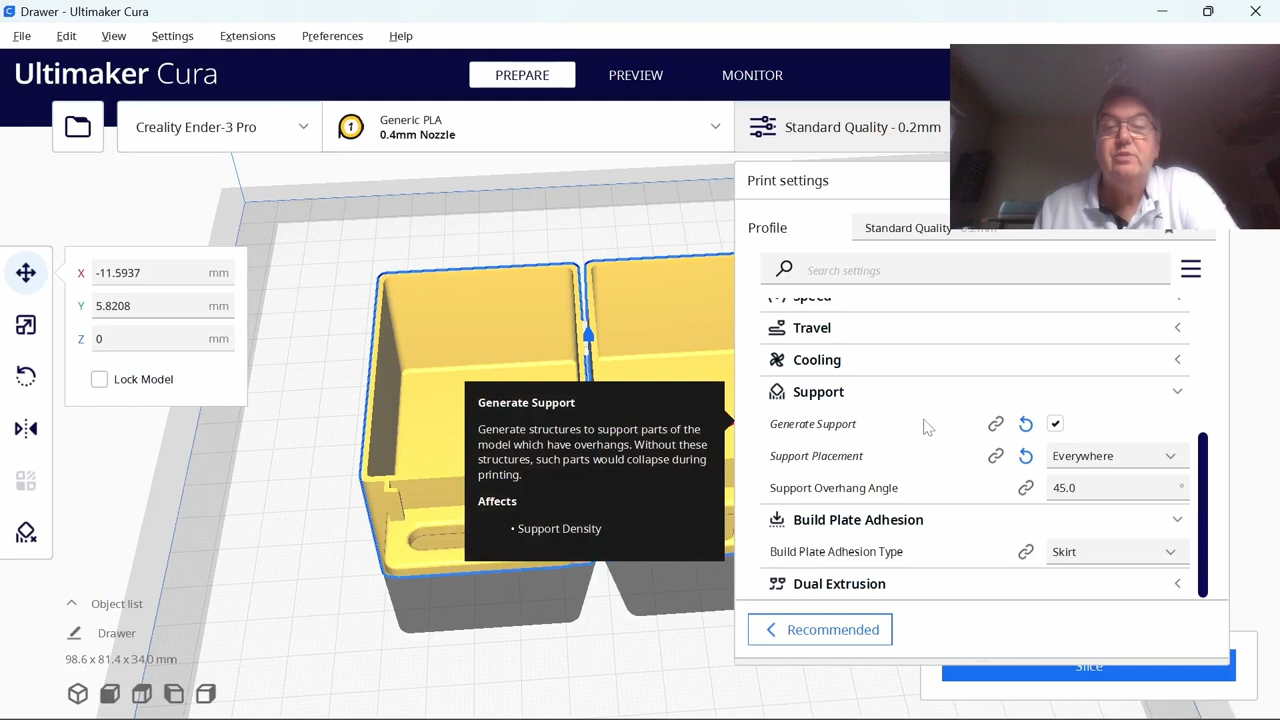 Drawer - Ultimaker Cura
File Edit View Settings Extensions Preferences Help
Ultimaker Cura
PREPARE
PREVIEW
MONITOR
Creality Ender-3 Pro
1
Generic PLA
0.4mm Nozzle
Standard Quality - 0.2mm
Print settings
Profile
Standard Quality
Search settings
Speed
Travel
Cooling
Support
Generate Support
Support Placement
Everywhere
Support Overhang Angle
45.0 °
Build Plate Adhesion
Build Plate Adhesion Type
Skirt
Dual Extrusion
Recommended
Slice
X -11.5937 mm
Y 5.8208 mm
Z 0 mm
Lock Model
Generate Support
Generate structures to support parts of the
model which have overhangs. Without these
structures, such parts would collapse during
printing.
Affects
• Support Density
Object list
Drawer
98.6 x 81.4 x 34.0 mm